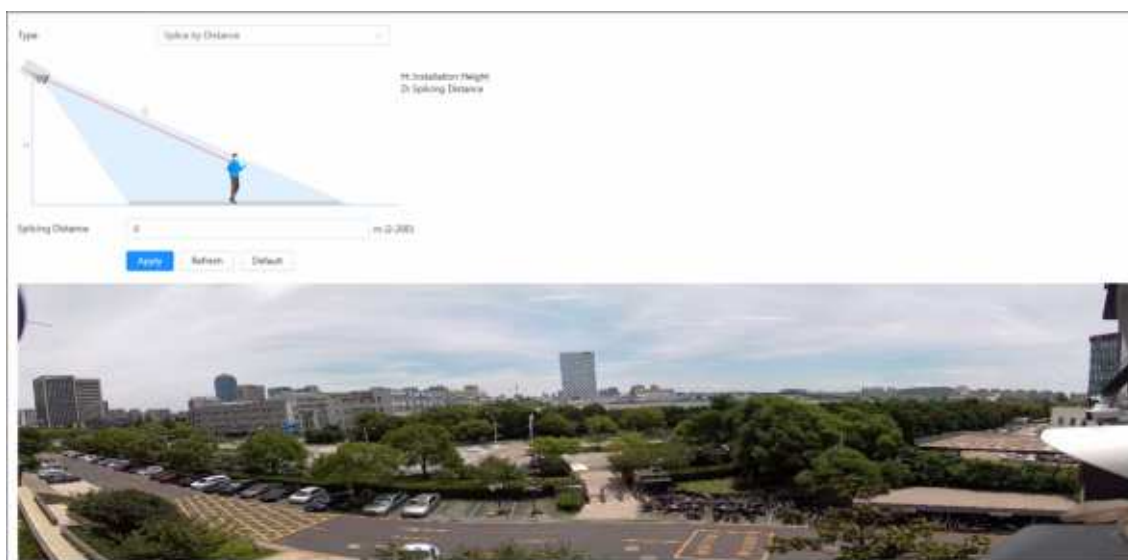 Type
Splice by Distance
H: Installation Height
D: Splicing Distance
Splicing Distance
m (2-200)
Apply
Refresh
Default